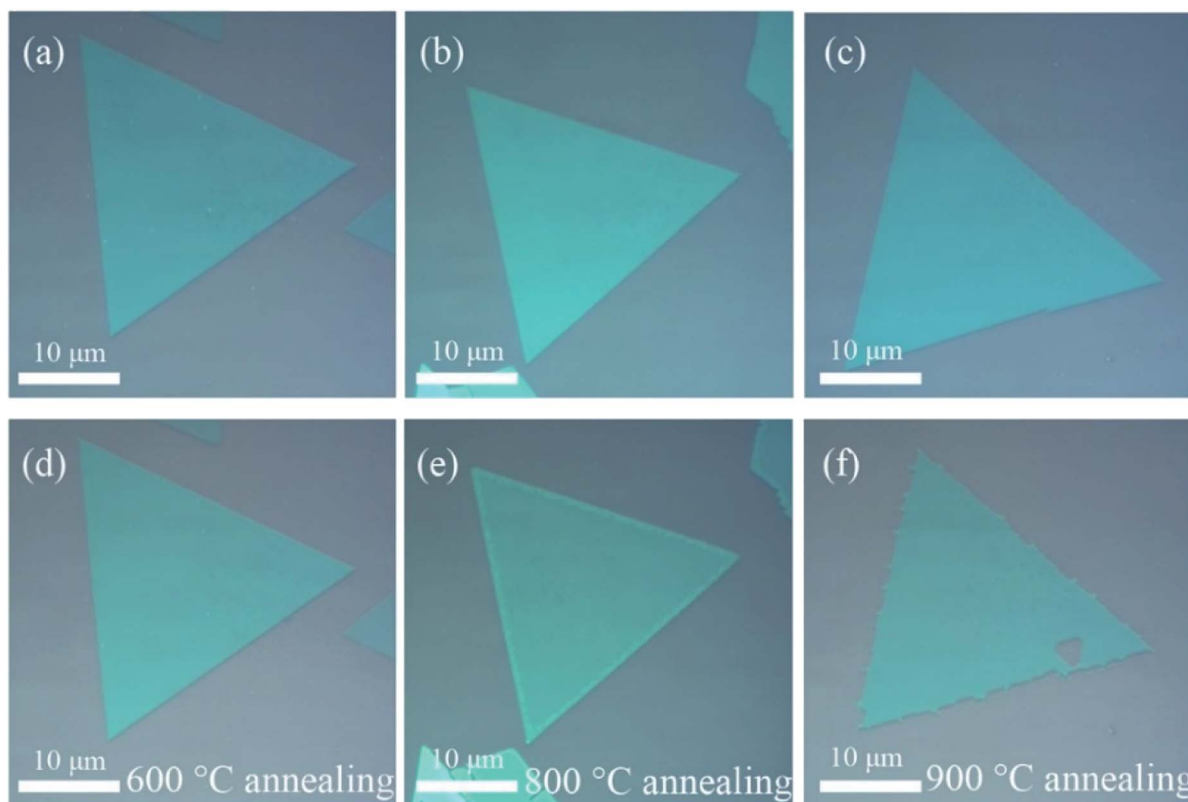 (a)
(b)
(c)
10 μm
10 μm
10 μm
(d)
(e)
(f)
10 μm
600 °C annealing
10 μm
800 °C annealing
10 μm
900 °C annealing